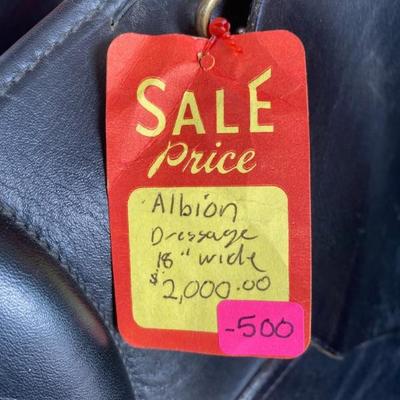 SALE
Price
Albion
Dressage
18" wide
$2,000.00
-500